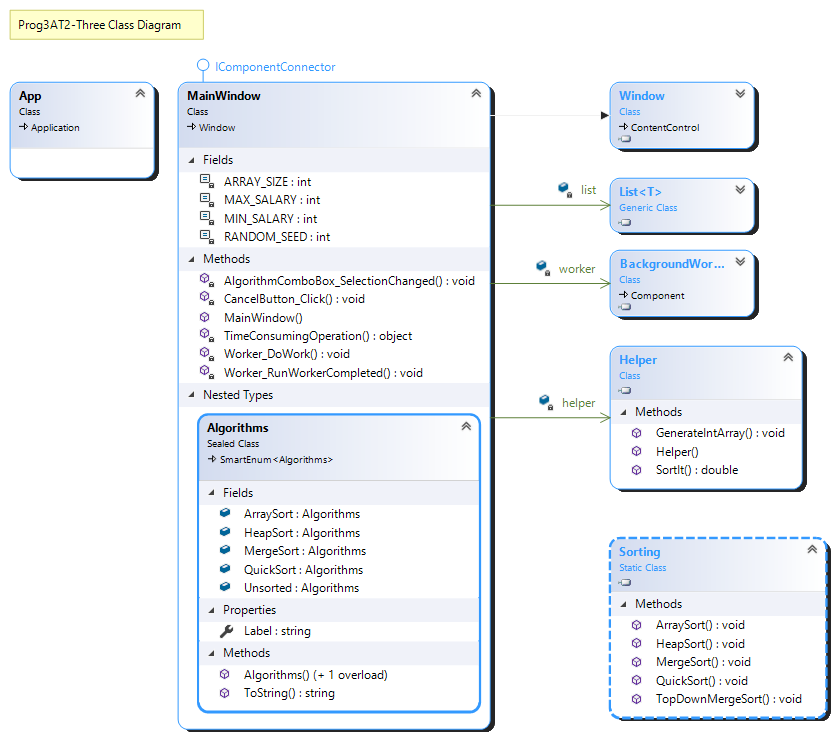 Prog3AT2-Three Class Diagram
IComponentConnector
App
Class
Application
MainWindow
Class
Window
Fields
ARRAY_SIZE : int
MAX_SALARY : int
MIN_SALARY : int
RANDOM_SEED : int
Methods
AlgorithmComboBox_SelectionChanged() : void
CancelButton_Click() : void
MainWindow()
TimeConsumingOperation() : object
Worker_DoWork() : void
Worker_RunWorkerCompleted() : void
Nested Types
Algorithms
Sealed Class
SmartEnum<Algorithms>
Fields
ArraySort : Algorithms
HeapSort : Algorithms
MergeSort : Algorithms
QuickSort : Algorithms
Unsorted : Algorithms
Properties
Label : string
Methods
Algorithms() (+ 1 overload)
ToString() : string
Window
Class
ContentControl
list
List<T>
Generic Class
worker
BackgroundWor...
Class
Component
helper
Helper
Class
Methods
GenerateIntArray() : void
Helper()
SortIt() : double
Sorting
Static Class
Methods
ArraySort() : void
HeapSort() : void
MergeSort() : void
QuickSort() : void
TopDownMergeSort() : void